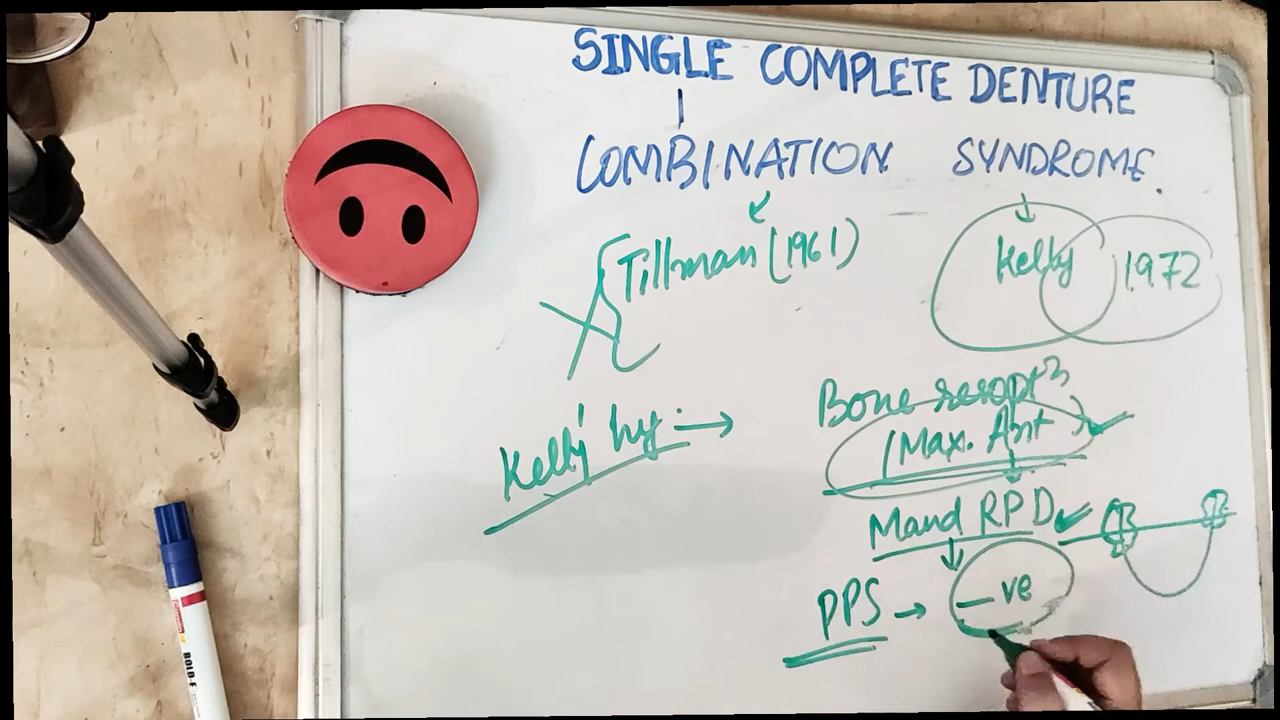 SINGLE COMPLETE DENTURE
COMBINATION SYNDROME.
Tillman (1961)
Kelly 1972
Kelly' hy. →
Bone
(Max. Ant
Mand RPD
PPS → -ve
BOLD-F